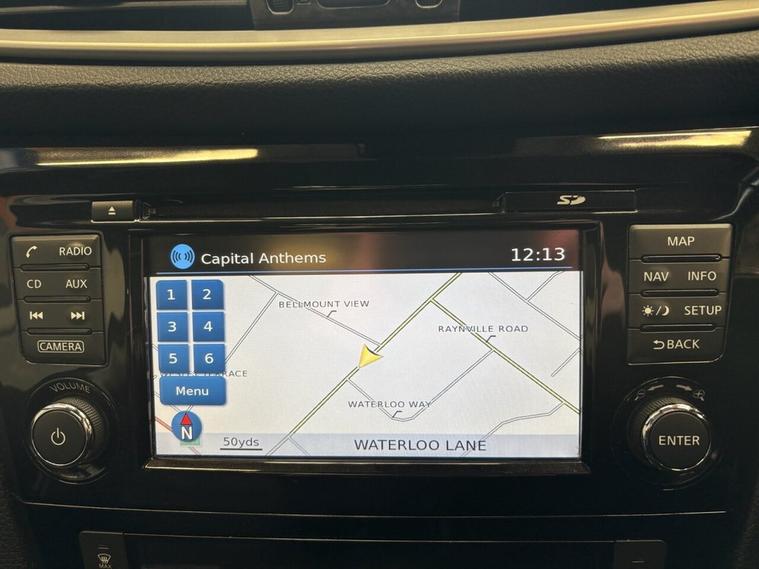 SD
RADIO
CD AUX
CAMERA
VOLUME
Capital Anthems 12:13
1 2
3 4
5 6
Menu
N
BELLMOUNT VIEW
RAYNVILLE ROAD
WATERLOO WAY
50yds
WATERLOO LANE
MAP
NAV INFO
SETUP
BACK
ENTER
MAX